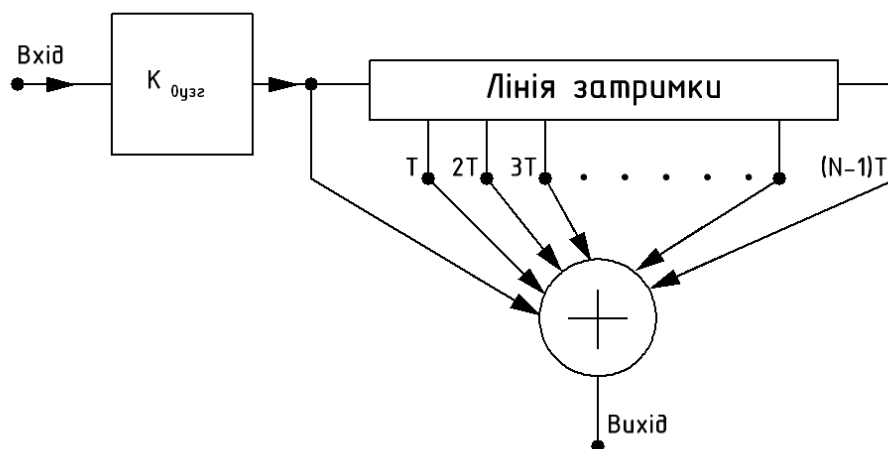 Вхід
K 0узг
Лінія затримки
T 2T 3T . . . . . (N-1)T
Вихід